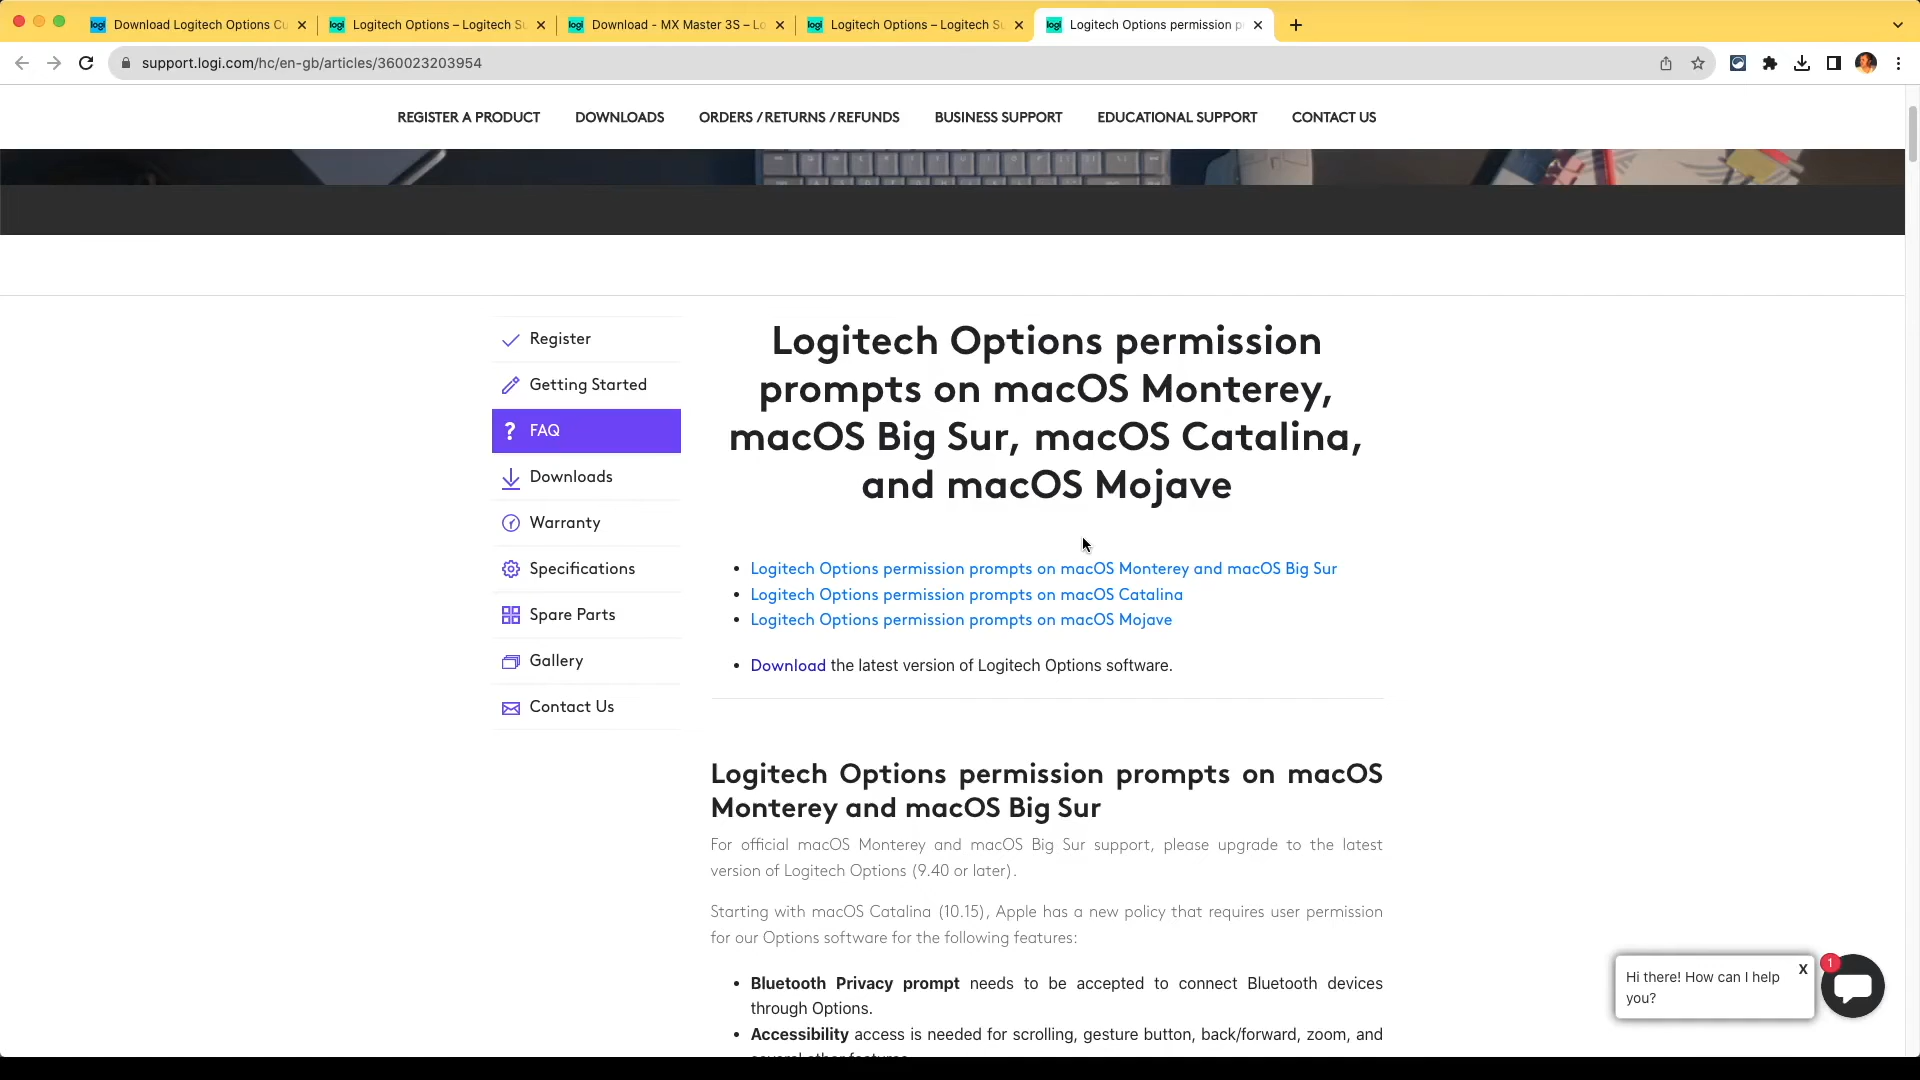 logi Download Logitech Options Cu
logi Logitech Options – Logitech Su
logi Download - MX Master 3S – Lo
logi Logitech Options – Logitech Su
logi Logitech Options permission p
support.logi.com/hc/en-gb/articles/360023203954
REGISTER A PRODUCT
DOWNLOADS
ORDERS / RETURNS / REFUNDS
BUSINESS SUPPORT
EDUCATIONAL SUPPORT
CONTACT US
Register
Getting Started
? FAQ
Downloads
Warranty
Specifications
Spare Parts
Gallery
Contact Us
Logitech Options permission
prompts on macOS Monterey,
macOS Big Sur, macOS Catalina,
and macOS Mojave
• Logitech Options permission prompts on macOS Monterey and macOS Big Sur
• Logitech Options permission prompts on macOS Catalina
• Logitech Options permission prompts on macOS Mojave
• Download the latest version of Logitech Options software.
Logitech Options permission prompts on macOS
Monterey and macOS Big Sur
For official macOS Monterey and macOS Big Sur support, please upgrade to the latest
version of Logitech Options (9.40 or later).
Starting with macOS Catalina (10.15), Apple has a new policy that requires user permission
for our Options software for the following features:
• Bluetooth Privacy prompt needs to be accepted to connect Bluetooth devices
through Options.
• Accessibility access is needed for scrolling, gesture button, back/forward, zoom, and
several other features
Hi there! How can I help
you?
X
1